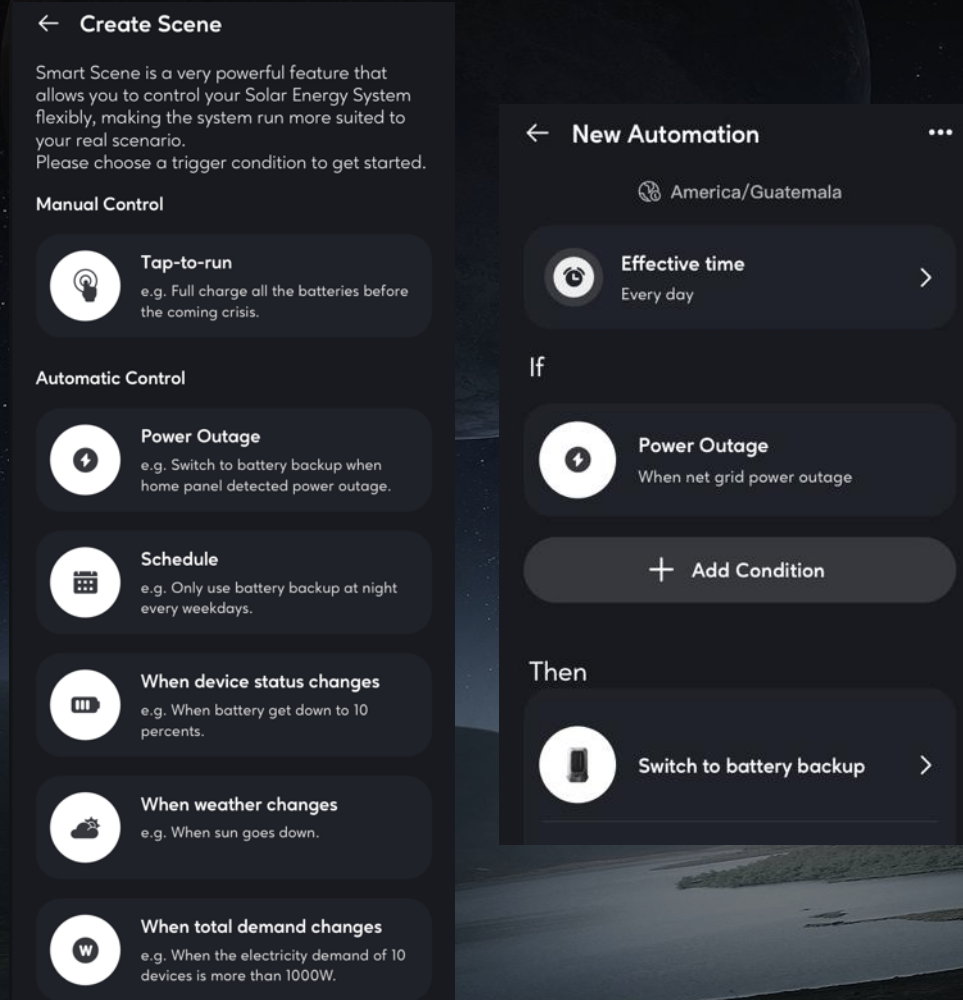 Create Scene
Smart Scene is a very powerful feature that
allows you to control your Solar Energy System
flexibly, making the system run more suited to
your real scenario.
Please choose a trigger condition to get started.
Manual Control
Tap-to-run
e.g. Full charge all the batteries before
the coming crisis.
Automatic Control
Power Outage
e.g. Switch to battery backup when
home panel detected power outage.
Schedule
e.g. Only use battery backup at night
every weekdays.
When device status changes
e.g. When battery get down to 10
percents.
When weather changes
e.g. When sun goes down.
W
When total demand changes
e.g. When the electricity demand of 10
devices is more than 1000W.
New Automation
America/Guatemala
Effective time
Every day
If
Power Outage
When net grid power outage
Add Condition
Then
Switch to battery backup